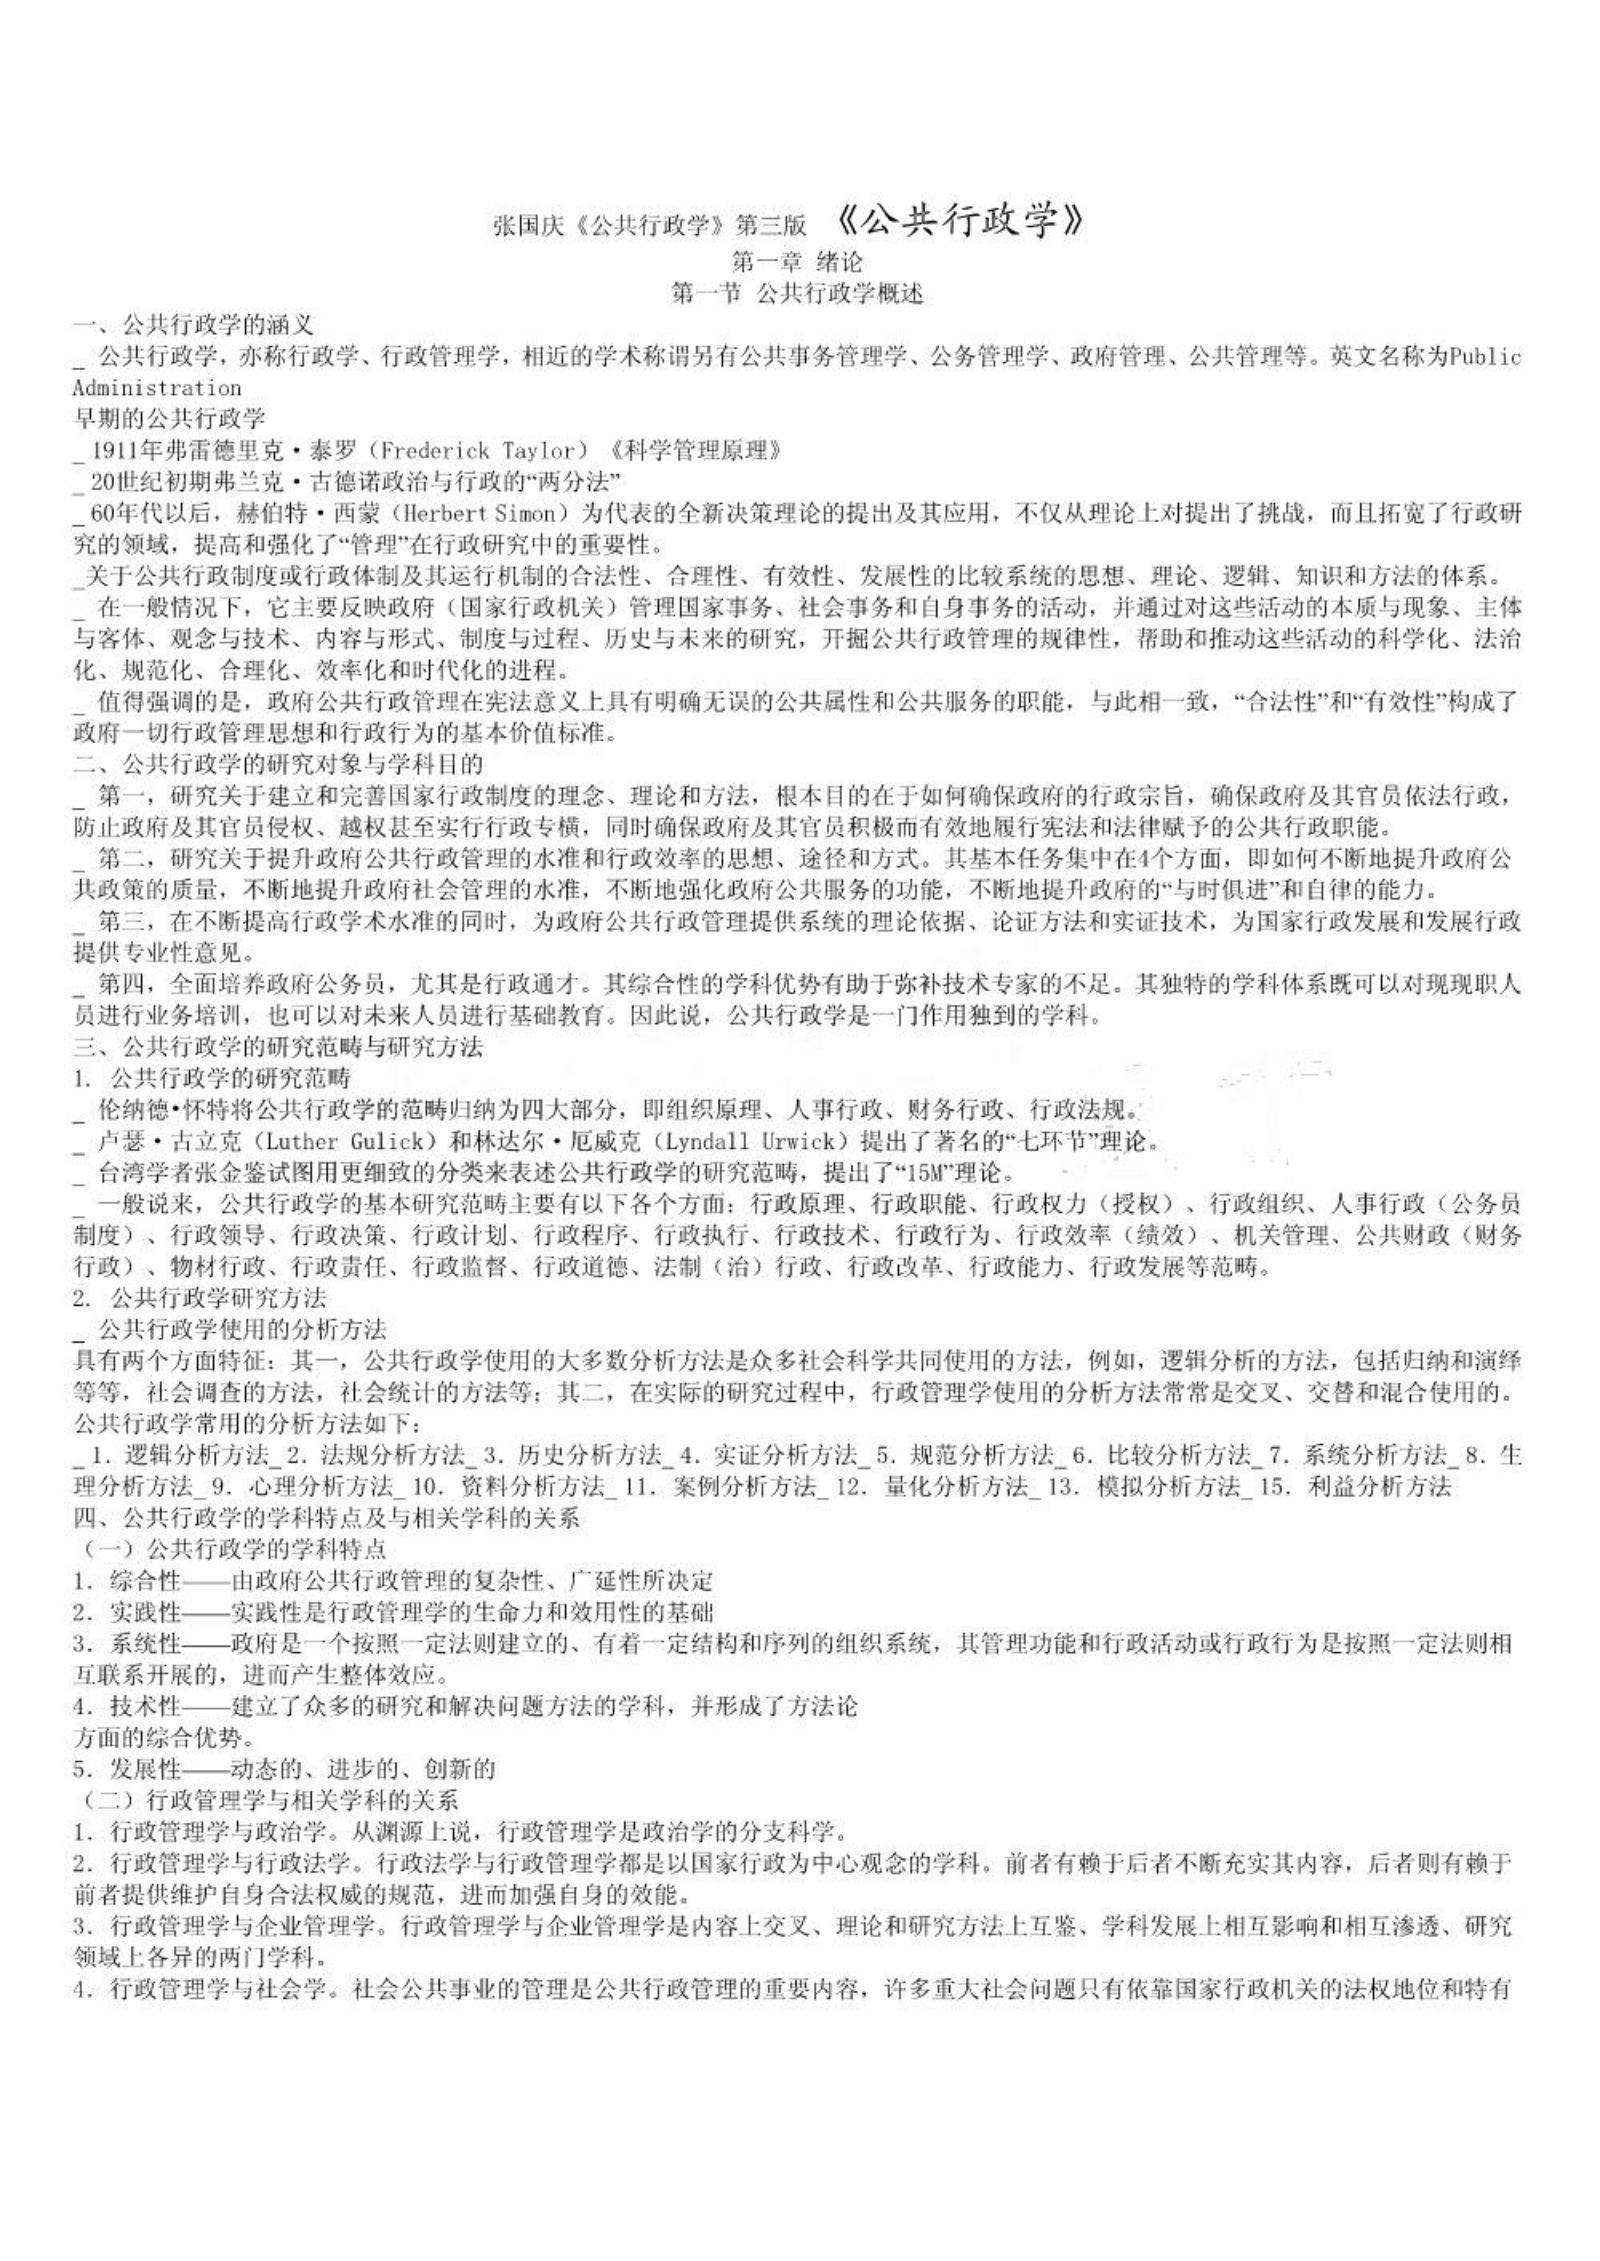 张国庆《公共行政学》第三版 《公共行政学》
第一章 绪论
第一节 公共行政学概述
一、公共行政学的涵义
_ 公共行政学，亦称行政学、行政管理学，相近的学术称谓另有公共事务管理学、公务管理学、政府管理、公共管理等。英文名称为Public
Administration
早期的公共行政学
_ 1911年弗雷德里克·泰罗（Frederick Taylor）《科学管理原理》
_ 20世纪初期弗兰克·古德诺政治与行政的“两分法”
_ 60年代以后，赫伯特·西蒙（Herbert Simon）为代表的全新决策理论的提出及其应用，不仅从理论上对提出了挑战，而且拓宽了行政研
究的领域，提高和强化了“管理”在行政研究中的重要性。
_关于公共行政制度或行政体制及其运行机制的合法性、合理性、有效性、发展性的比较系统的思想、理论、逻辑、知识和方法的体系。
_ 在一般情况下，它主要反映政府（国家行政机关）管理国家事务、社会事务和自身事务的活动，并通过对这些活动的本质与现象、主体
与客体、观念与技术、内容与形式、制度与过程、历史与未来的研究，开掘公共行政管理的规律性，帮助和推动这些活动的科学化、法治
化、规范化、合理化、效率化和时代化的进程。
_ 值得强调的是，政府公共行政管理在宪法意义上具有明确无误的公共属性和公共服务的职能，与此相一致，“合法性”和“有效性”构成了
政府一切行政管理思想和行政行为的基本价值标准。
二、公共行政学的研究对象与学科目的
_ 第一，研究关于建立和完善国家行政制度的理念、理论和方法，根本目的在于如何确保政府的行政宗旨，确保政府及其官员依法行政，
防止政府及其官员侵权、越权甚至实行行政专横，同时确保政府及其官员积极而有效地履行宪法和法律赋予的公共行政职能。
_ 第二，研究关于提升政府公共行政管理的水准和行政效率的思想、途径和方式。其基本任务集中在4个方面，即如何不断地提升政府公
共政策的质量，不断地提升政府社会管理的水准，不断地强化政府公共服务的功能，不断地提升政府的“与时俱进”和自律的能力。
_ 第三，在不断提高行政学术水准的同时，为政府公共行政管理提供系统的理论依据、论证方法和实证技术，为国家行政发展和发展行政
提供专业性意见。
_ 第四，全面培养政府公务员，尤其是行政通才。其综合性的学科优势有助于弥补技术专家的不足。其独特的学科体系既可以对现现职人
员进行业务培训，也可以对未来人员进行基础教育。因此说，公共行政学是一门作用独到的学科。
三、公共行政学的研究范畴与研究方法
1. 公共行政学的研究范畴
_ 伦纳德•怀特将公共行政学的范畴归纳为四大部分，即组织原理、人事行政、财务行政、行政法规。
_ 卢瑟·古立克（Luther Gulick）和林达尔·厄威克（Lyndall Urwick）提出了著名的“七环节”理论。
_ 台湾学者张金鉴试图用更细致的分类来表述公共行政学的研究范畴，提出了“15M”理论。
_ 一般说来，公共行政学的基本研究范畴主要有以下各个方面：行政原理、行政职能、行政权力（授权）、行政组织、人事行政（公务员
制度）、行政领导、行政决策、行政计划、行政程序、行政执行、行政技术、行政行为、行政效率（绩效）、机关管理、公共财政（财务
行政）、物材行政、行政责任、行政监督、行政道德、法制（治）行政、行政改革、行政能力、行政发展等范畴。
2. 公共行政学研究方法
_ 公共行政学使用的分析方法
具有两个方面特征：其一，公共行政学使用的大多数分析方法是众多社会科学共同使用的方法，例如，逻辑分析的方法，包括归纳和演绎
等等，社会调查的方法，社会统计的方法等；其二，在实际的研究过程中，行政管理学使用的分析方法常常是交叉、交替和混合使用的。
公共行政学常用的分析方法如下：
_ 1．逻辑分析方法_ 2．法规分析方法_ 3．历史分析方法_ 4．实证分析方法_ 5．规范分析方法_ 6．比较分析方法_ 7．系统分析方法_ 8．生
理分析方法_ 9．心理分析方法_ 10．资料分析方法_ 11．案例分析方法_ 12．量化分析方法_ 13．模拟分析方法_ 15．利益分析方法
四、公共行政学的学科特点及与相关学科的关系
（一）公共行政学的学科特点
1．综合性——由政府公共行政管理的复杂性、广延性所决定
2．实践性——实践性是行政管理学的生命力和效用性的基础
3．系统性——政府是一个按照一定法则建立的、有着一定结构和序列的组织系统，其管理功能和行政活动或行政行为是按照一定法则相
互联系开展的，进而产生整体效应。
4．技术性——建立了众多的研究和解决问题方法的学科，并形成了方法论
方面的综合优势。
5．发展性——动态的、进步的、创新的
（二）行政管理学与相关学科的关系
1．行政管理学与政治学。从渊源上说，行政管理学是政治学的分支科学。
2．行政管理学与行政法学。行政法学与行政管理学都是以国家行政为中心观念的学科。前者有赖于后者不断充实其内容，后者则有赖于
前者提供维护自身合法权威的规范，进而加强自身的效能。
3．行政管理学与企业管理学。行政管理学与企业管理学是内容上交叉、理论和研究方法上互鉴、学科发展上相互影响和相互渗透、研究
领域上各异的两门学科。
4．行政管理学与社会学。社会公共事业的管理是公共行政管理的重要内容，许多重大社会问题只有依靠国家行政机关的法权地位和特有